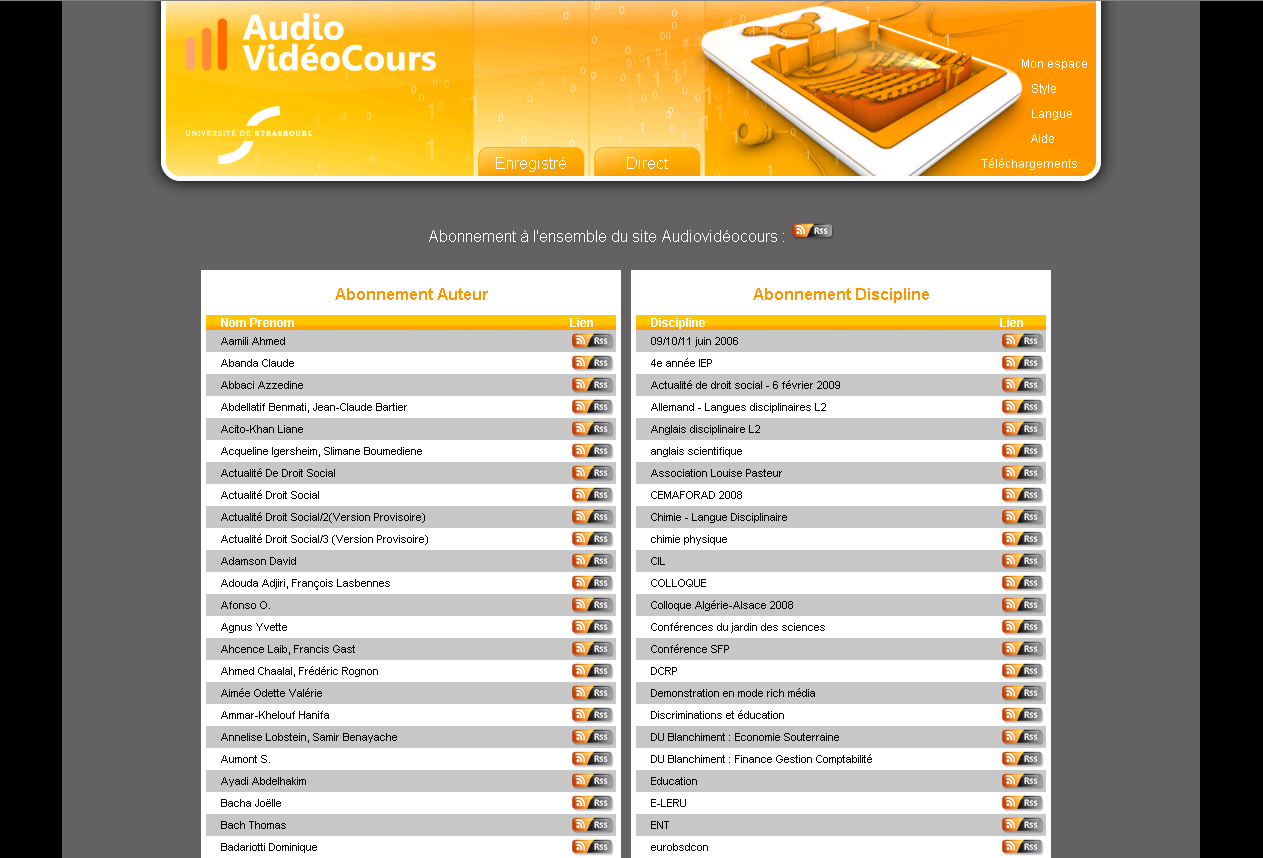 Audio
VidéoCours
UNIVERSITÉ DE STRASBOURG
Enregistré
Direct
Mon espace
Style
Langue
Aide
Téléchargements
Abonnement à l'ensemble du site Audiovidéocours : Rss
Abonnement Auteur
Nom Prenom Lien
Aamili Ahmed Rss
Abanda Claude Rss
Abbaci Azzedine Rss
Abdellatif Benmati, Jean-Claude Bartier Rss
Acito-Khan Liane Rss
Acqueline Igersheim, Slimane Boumediene Rss
Actualité De Droit Social Rss
Actualité Droit Social Rss
Actualité Droit Social/2(Version Provisoire) Rss
Actualité Droit Social/3 (Version Provisoire) Rss
Adamson David Rss
Adouda Adjiri, François Lasbennes Rss
Afonso O. Rss
Agnus Yvette Rss
Ahcence Laib, Francis Gast Rss
Ahmed Chaalal, Frédéric Rognon Rss
Aimée Odette Valérie Rss
Ammar-Khelouf Hanifa Rss
Annelise Lobstein, Samir Benayache Rss
Aumont S. Rss
Ayadi Abdelhakim Rss
Bacha Joëlle Rss
Bach Thomas Rss
Badariotti Dominique Rss
Abonnement Discipline
Discipline Lien
09/10/11 juin 2006 Rss
4e année IEP Rss
Actualité de droit social - 6 février 2009 Rss
Allemand - Langues disciplinaires L2 Rss
Anglais disciplinaire L2 Rss
anglais scientifique Rss
Association Louise Pasteur Rss
CEMAFORAD 2008 Rss
Chimie - Langue Disciplinaire Rss
chimie physique Rss
CIL Rss
COLLOQUE Rss
Colloque Algérie-Alsace 2008 Rss
Conférences du jardin des sciences Rss
Conférence SFP Rss
DCRP Rss
Demonstration en mode rich média Rss
Discriminations et éducation Rss
DU Blanchiment : Economie Souterraine Rss
DU Blanchiment : Finance Gestion Comptabilité Rss
Education Rss
E-LERU Rss
ENT Rss
eurobsdcon Rss